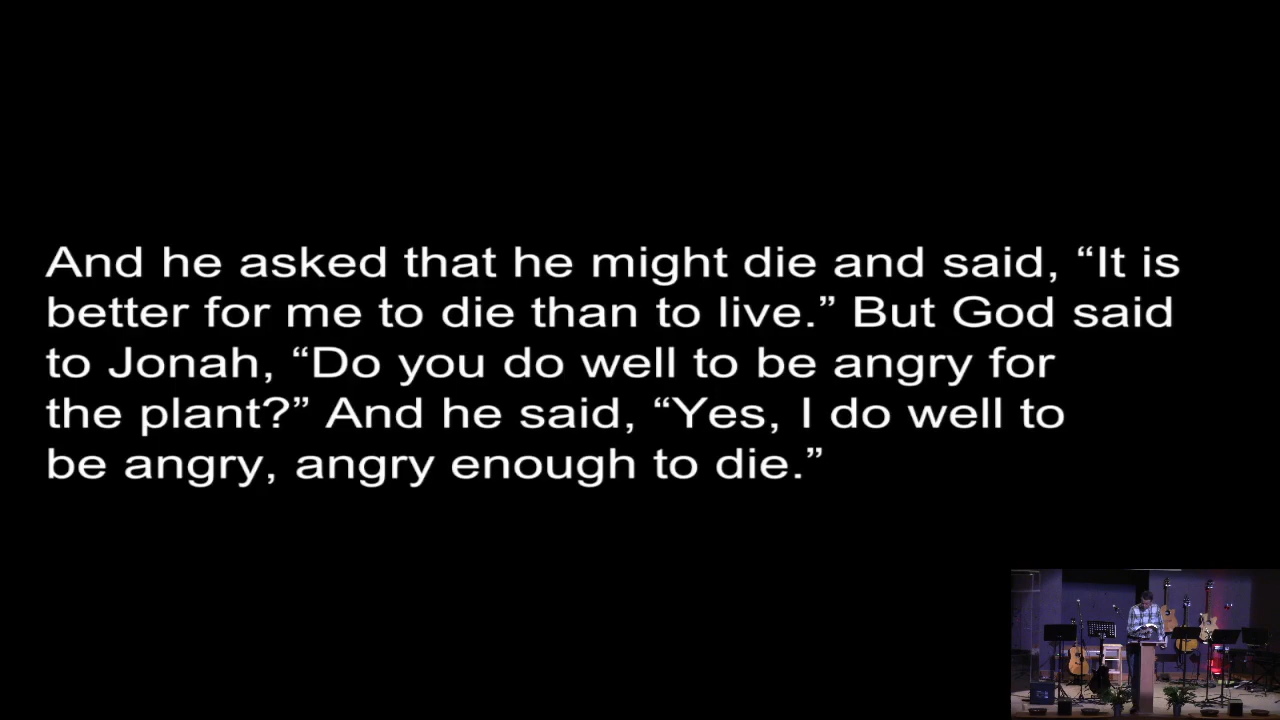 And he asked that he might die and said, “It is
better for me to die than to live.” But God said
to Jonah, “Do you do well to be angry for
the plant?” And he said, “Yes, I do well to
be angry, angry enough to die.”